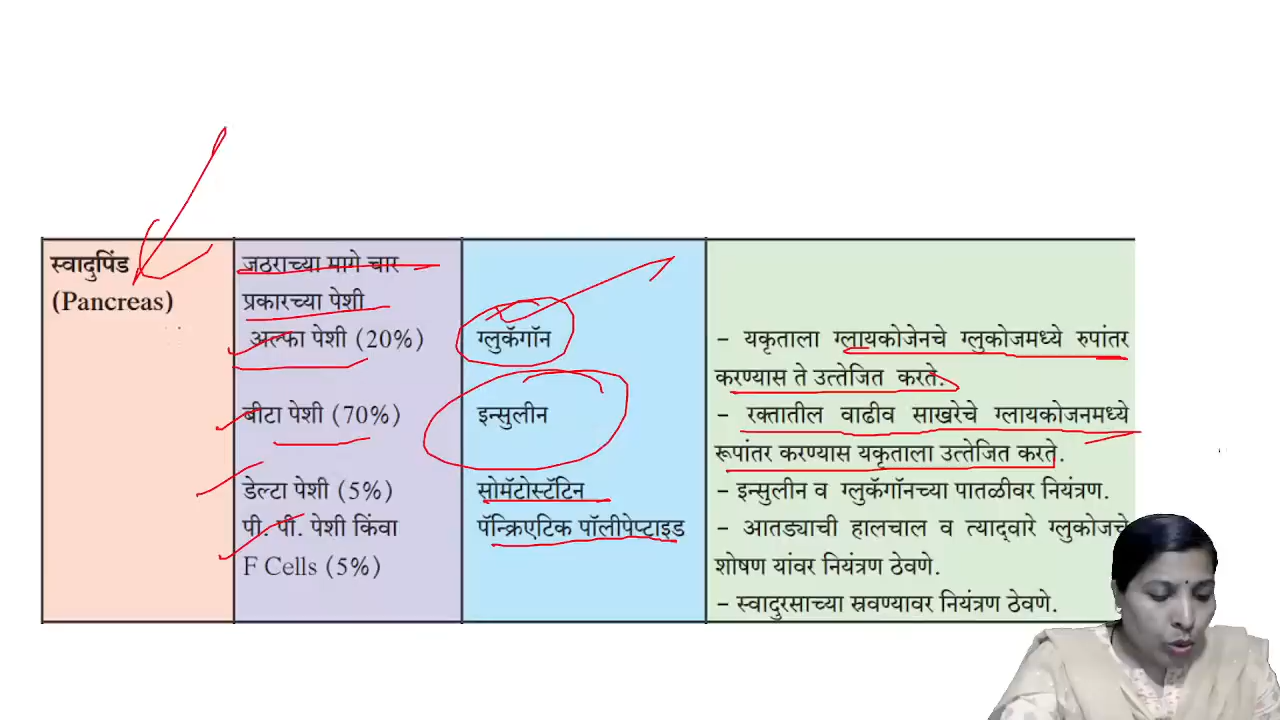 स्वादुपिंड
(Pancreas)
जठराच्या मागे चार
प्रकारच्या पेशी
अल्फा पेशी (20%)
बीटा पेशी (70%)
डेल्टा पेशी (5%)
पी. पी. पेशी किंवा
F Cells (5%)
ग्लुकॅगॉन
इन्सुलीन
सोमॅटोस्टॅटिन
पॅन्क्रिएटिक पॉलीपेप्टाइड
– यकृताला ग्लायकोजेनचे ग्लुकोजमध्ये रुपांतर
करण्यास ते उत्तेजित करते.
– रक्तातील वाढीव साखरेचे ग्लायकोजनमध्ये
रूपांतर करण्यास यकृताला उत्तेजित करते.
– इन्सुलीन व ग्लुकॅगॉनच्या पातळीवर नियंत्रण.
– आतड्याची हालचाल व त्याद्वारे ग्लुकोजचे
शोषण यांवर नियंत्रण ठेवणे.
– स्वादुरसाच्या स्रवण्यावर नियंत्रण ठेवणे.